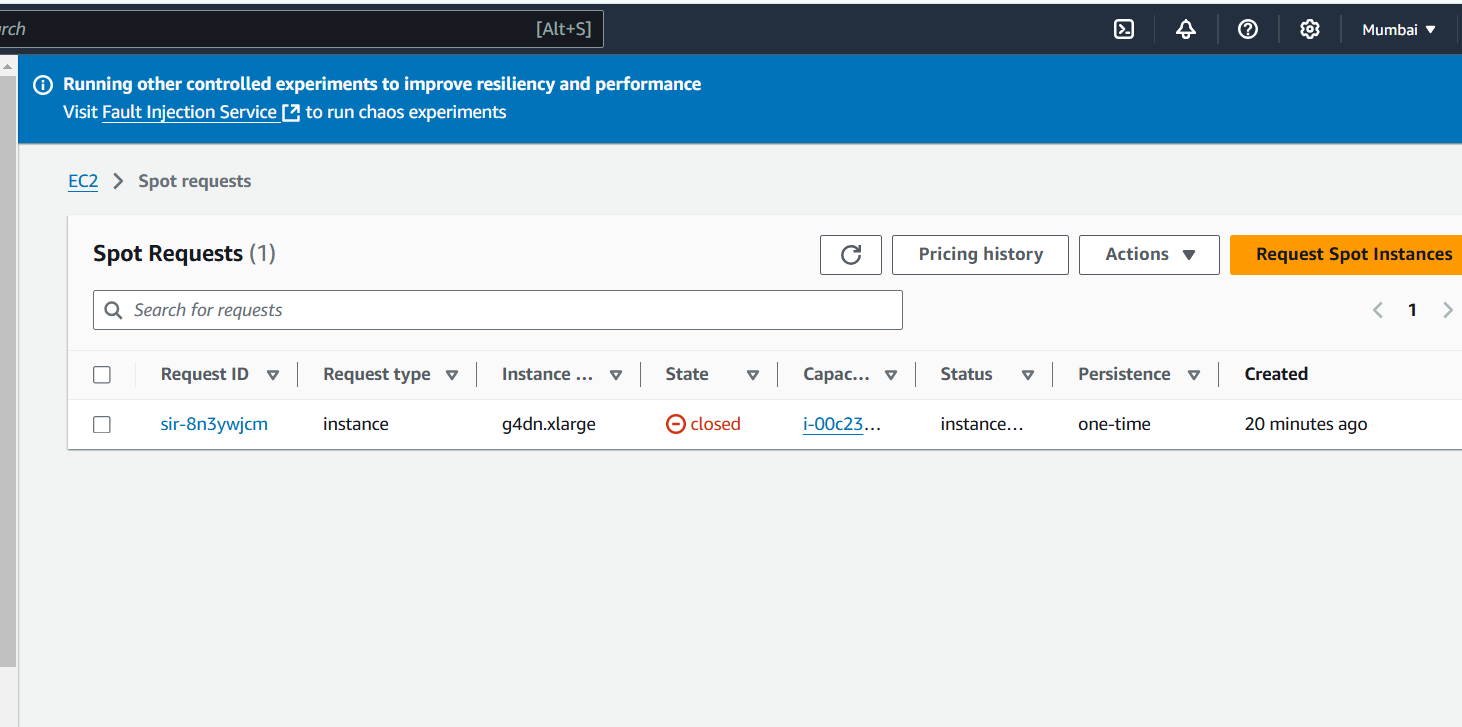 rch [Alt+S] Mumbai
Running other controlled experiments to improve resiliency and performance
Visit Fault Injection Service to run chaos experiments
EC2 Spot requests
Spot Requests (1) Pricing history Actions Request Spot Instances
Search for requests 1
Request ID Request type Instance ... State Capac... Status Persistence Created
sir-8n3ywjcm instance g4dn.xlarge closed i-00c23... instance... one-time 20 minutes ago